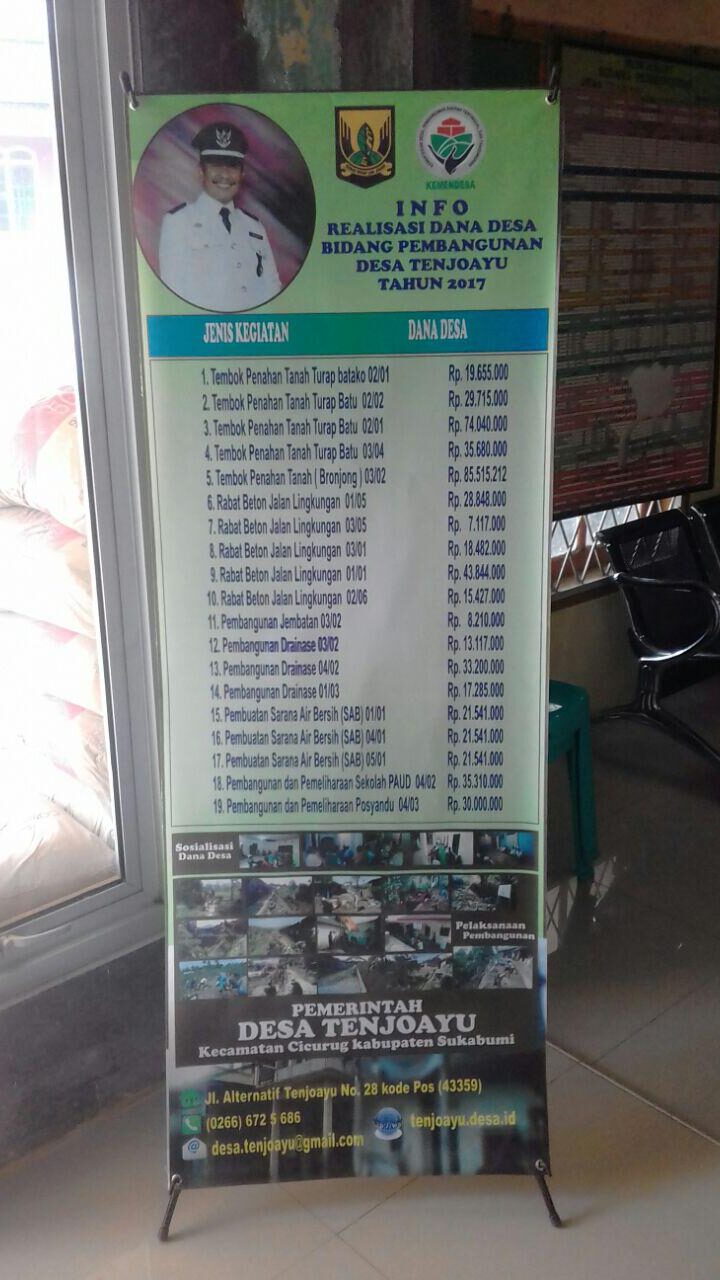 KEMENDESA
INFO
REALISASI DANA DESA
BIDANG PEMBANGUNAN
DESA TENJOAYU
TAHUN 2017
JENIS KEGIATAN DANA DESA
1. Tembok Penahan Tanah Turap batako 02/01 Rp. 19.655.000
2. Tembok Penahan Tanah Turap Batu 02/02 Rp. 29.715.000
3. Tembok Penahan Tanah Turap Batu 02/01 Rp. 74.040.000
4. Tembok Penahan Tanah Turap Batu 03/04 Rp. 35.680.000
5. Tembok Penahan Tanah ( Bronjong ) 03/02 Rp. 85.515.212
6. Rabat Beton Jalan Lingkungan 01/05 Rp. 28.848.000
7. Rabat Beton Jalan Lingkungan 03/05 Rp. 7.117.000
8. Rabat Beton Jalan Lingkungan 03/01 Rp. 18.482.000
9. Rabat Beton Jalan Lingkungan 01/01 Rp. 43.844.000
10. Rabat Beton Jalan Lingkungan 02/06 Rp. 15.427.000
11. Pembangunan Jembatan 03/02 Rp. 8.210.000
12. Pembangunan Drainase 03/02 Rp. 13.117.000
13. Pembangunan Drainase 04/02 Rp. 33.200.000
14. Pembangunan Drainase 01/03 Rp. 17.285.000
15. Pembuatan Sarana Air Bersih (SAB) 01/01 Rp. 21.541.000
16. Pembuatan Sarana Air Bersih (SAB) 04/01 Rp. 21.541.000
17. Pembuatan Sarana Air Bersih (SAB) 05/01 Rp. 21.541.000
18. Pembangunan dan Pemeliharaan Sekolah PAUD 04/02 Rp. 35.310.000
19. Pembangunan dan Pemeliharaan Posyandu 04/03 Rp. 30.000.000
Sosialisasi
Dana Desa
Pelaksanaan
Pembangunan
PEMERINTAH
DESA TENJOAYU
Kecamatan Cicurug kabupaten Sukabumi
Jl. Alternatif Tenjoayu No. 28 kode Pos (43359)
(0266) 672 5 686
tenjoayu.desa.id
desa.tenjoayu@gmail.com